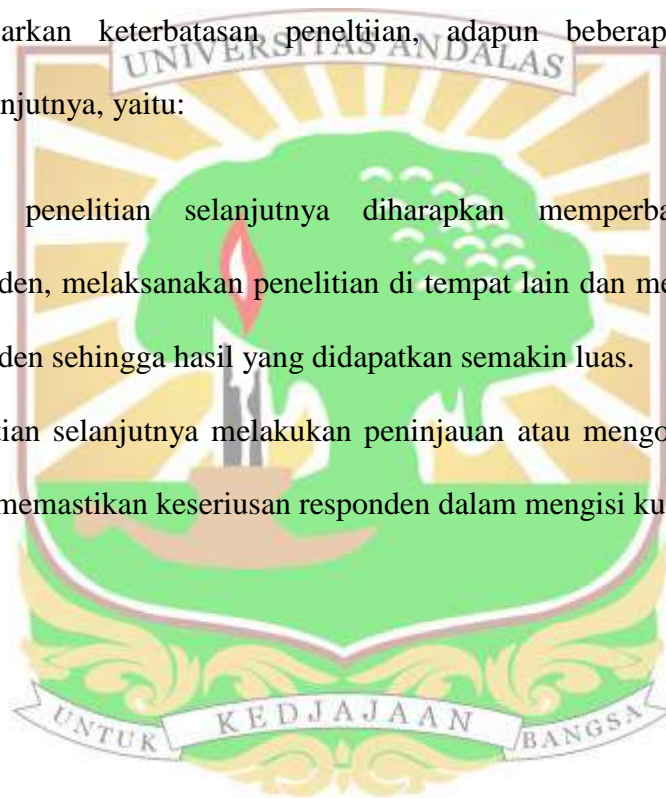 arkan keterbatasan peneltijan, adapun beberap
UNIVERSITAS ANDALAS
njutnya, yaitu:
penelitian selanjutnya diharapkan memperba
den, melaksanakan penelitian di tempat lain dan me
den sehingga hasil yang didapatkan semakin luas.
tian selanjutnya melakukan peninjauan atau mengo
memastikan keseriusan responden dalam mengisi ku
UNTUK KEDJAJAAN BANGSA